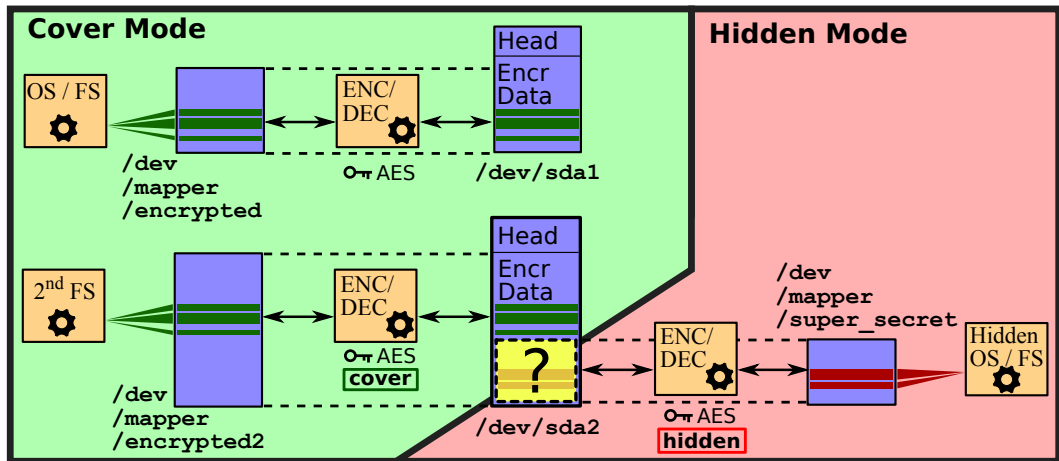 Cover Mode
Hidden Mode
OS / FS
ENC/
DEC
AES
Head
Encr
Data
/dev
/mapper
/encrypted
/dev/sda1
2nd FS
ENC/
DEC
AES
cover
Head
Encr
Data
?
/dev
/mapper
/encrypted2
/dev/sda2
ENC/
DEC
AES
hidden
/dev
/mapper
/super_secret
Hidden
OS / FS